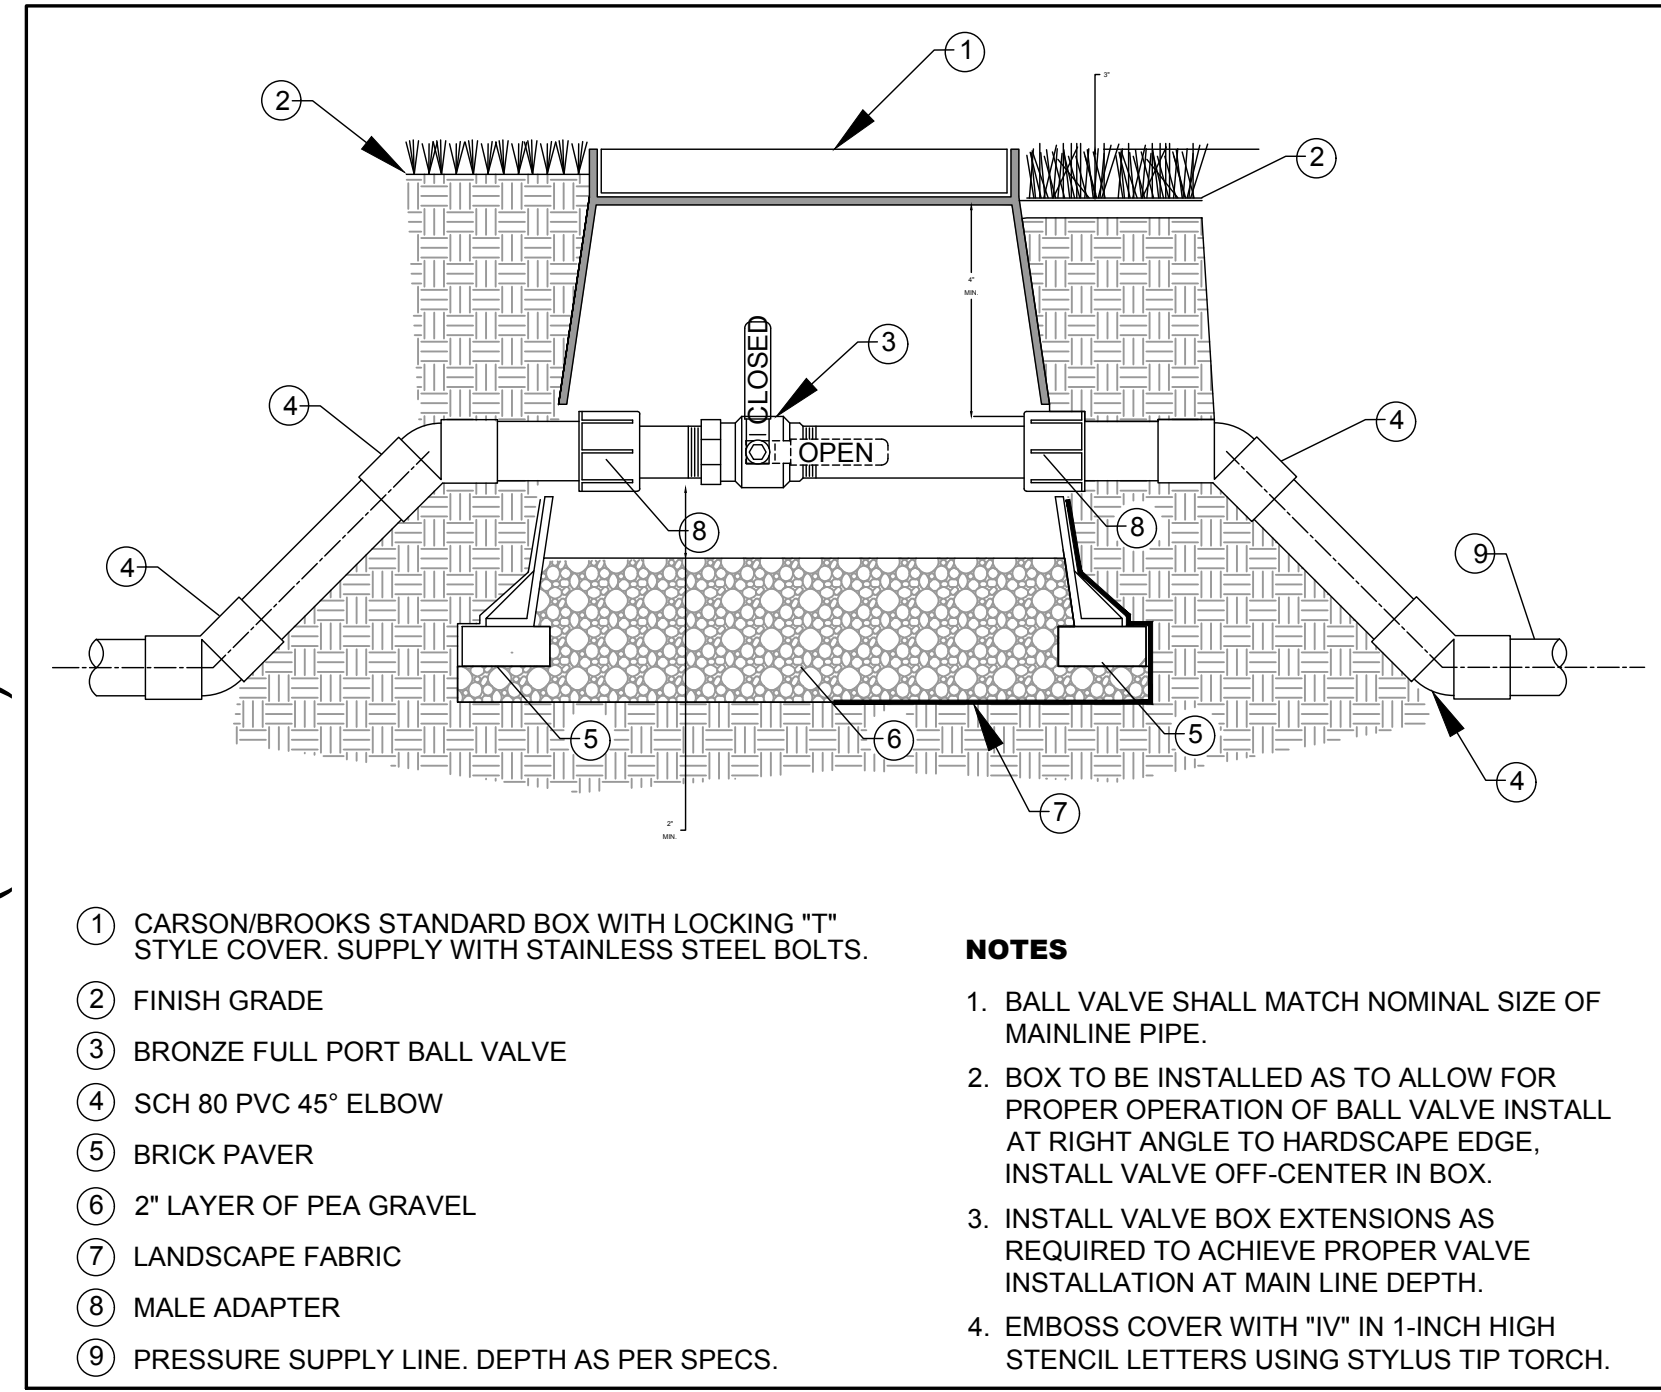 1
2
3"
2
4"
MIN.
CLOSED
3
4
4
OPEN
8
8
9
4
5
6
5
7
4
2"
MIN.
1 CARSON/BROOKS STANDARD BOX WITH LOCKING "T"
STYLE COVER. SUPPLY WITH STAINLESS STEEL BOLTS.
2 FINISH GRADE
3 BRONZE FULL PORT BALL VALVE
4 SCH 80 PVC 45° ELBOW
5 BRICK PAVER
6 2" LAYER OF PEA GRAVEL
7 LANDSCAPE FABRIC
8 MALE ADAPTER
9 PRESSURE SUPPLY LINE. DEPTH AS PER SPECS.
NOTES
1. BALL VALVE SHALL MATCH NOMINAL SIZE OF
MAINLINE PIPE.
2. BOX TO BE INSTALLED AS TO ALLOW FOR
PROPER OPERATION OF BALL VALVE INSTALL
AT RIGHT ANGLE TO HARDSCAPE EDGE,
INSTALL VALVE OFF-CENTER IN BOX.
3. INSTALL VALVE BOX EXTENSIONS AS
REQUIRED TO ACHIEVE PROPER VALVE
INSTALLATION AT MAIN LINE DEPTH.
4. EMBOSS COVER WITH "IV" IN 1-INCH HIGH
STENCIL LETTERS USING STYLUS TIP TORCH.